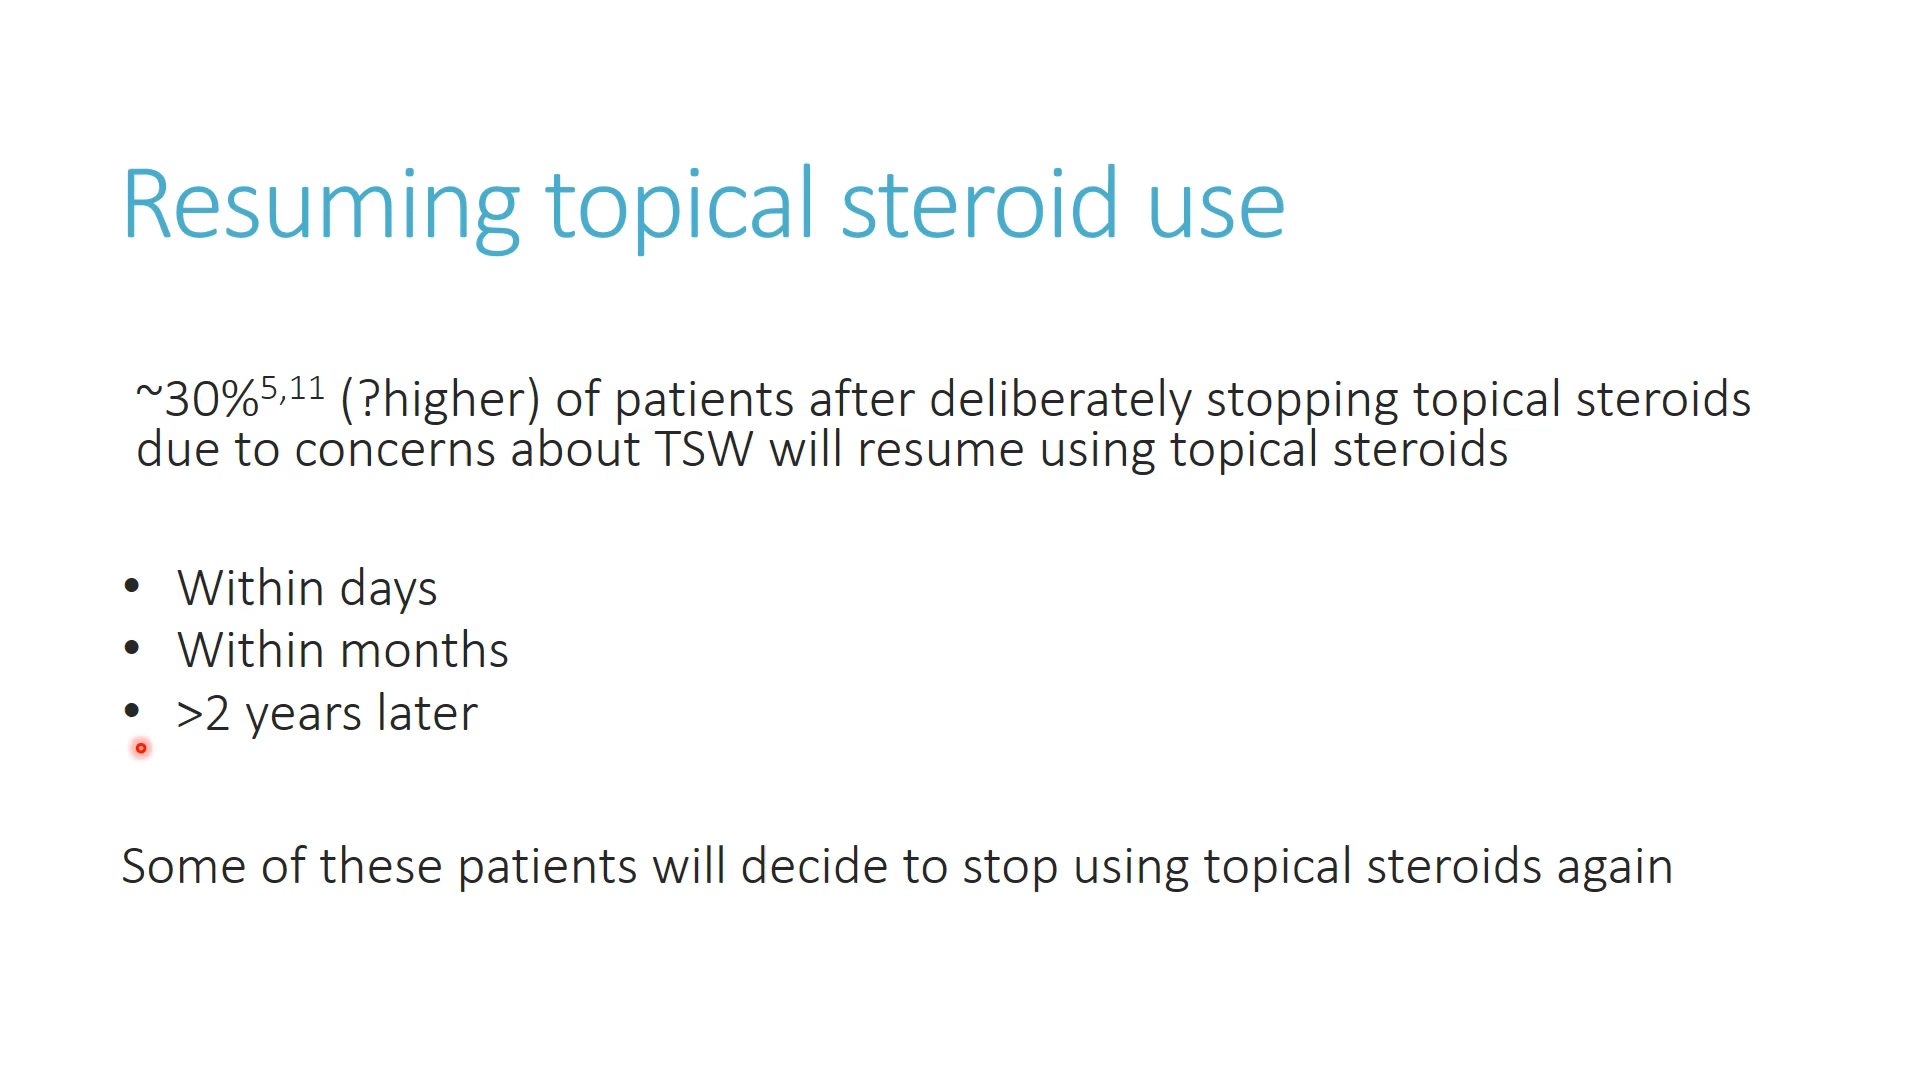 Resuming topical steroid use
~30%5,11 (?higher) of patients after deliberately stopping topical steroids
due to concerns about TSW will resume using topical steroids
• Within days
• Within months
• >2 years later
Some of these patients will decide to stop using topical steroids again